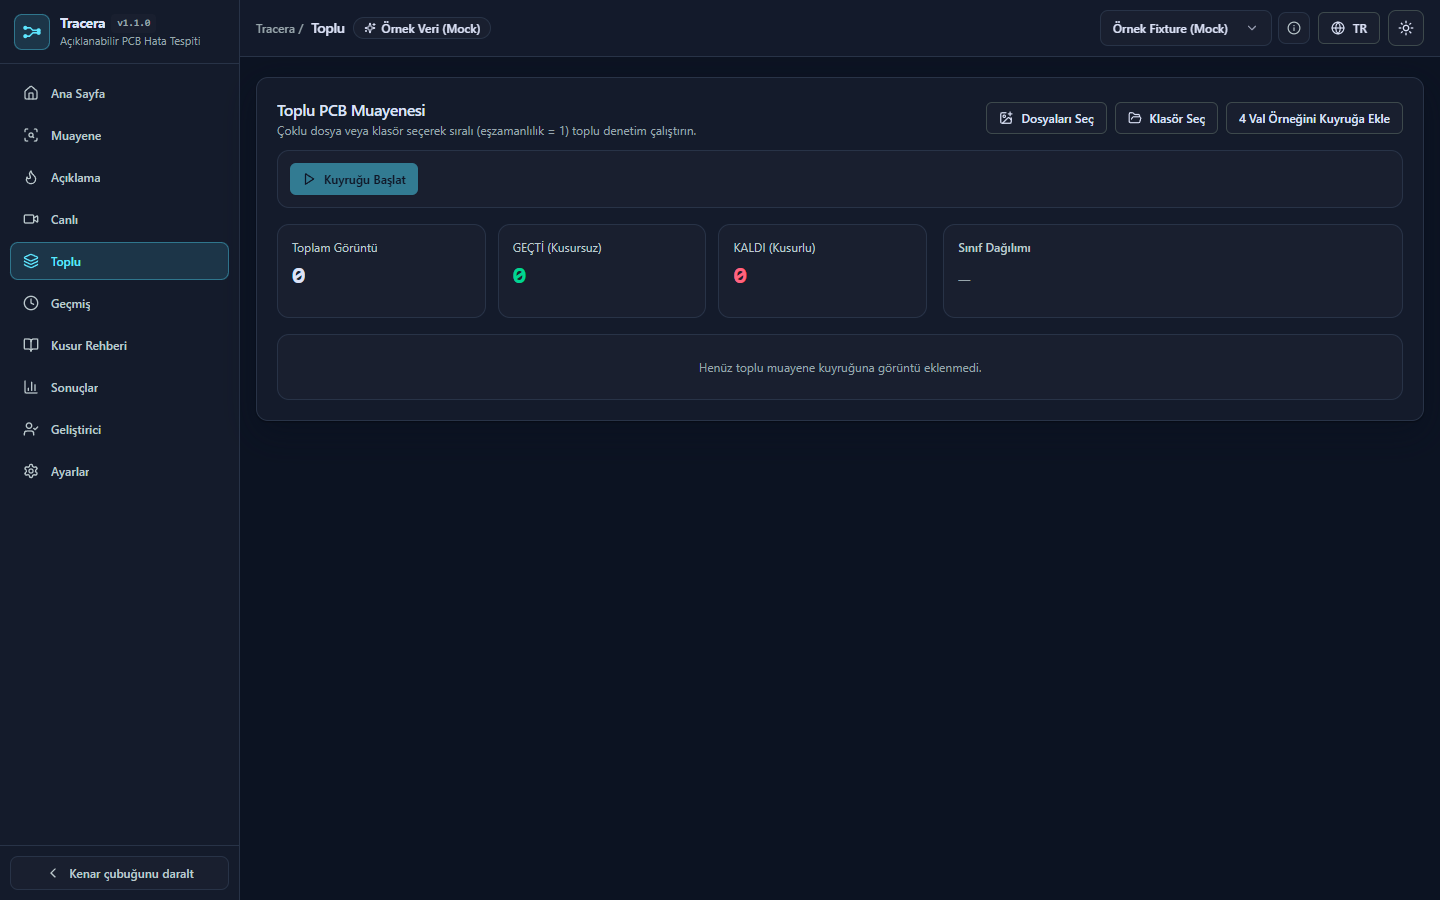 Tracera v1.1.0
Açıklanabilir PCB Hata Tespiti
Ana Sayfa
Muayene
Açıklama
Canlı
Toplu
Geçmiş
Kusur Rehberi
Sonuçlar
Geliştirici
Ayarlar
Kenar çubuğunu daralt
Tracera / Toplu Örnek Veri (Mock)
Örnek Fixture (Mock)
TR
Toplu PCB Muayenesi
Çoklu dosya veya klasör seçerek sıralı (eşzamanlılık = 1) toplu denetim çalıştırın.
Dosyaları Seç
Klasör Seç
4 Val Örneğini Kuyruğa Ekle
Kuyruğu Başlat
Toplam Görüntü
0
GEÇTİ (Kusursuz)
0
KALDI (Kusurlu)
0
Sınıf Dağılımı
—
Henüz toplu muayene kuyruğuna görüntü eklenmedi.